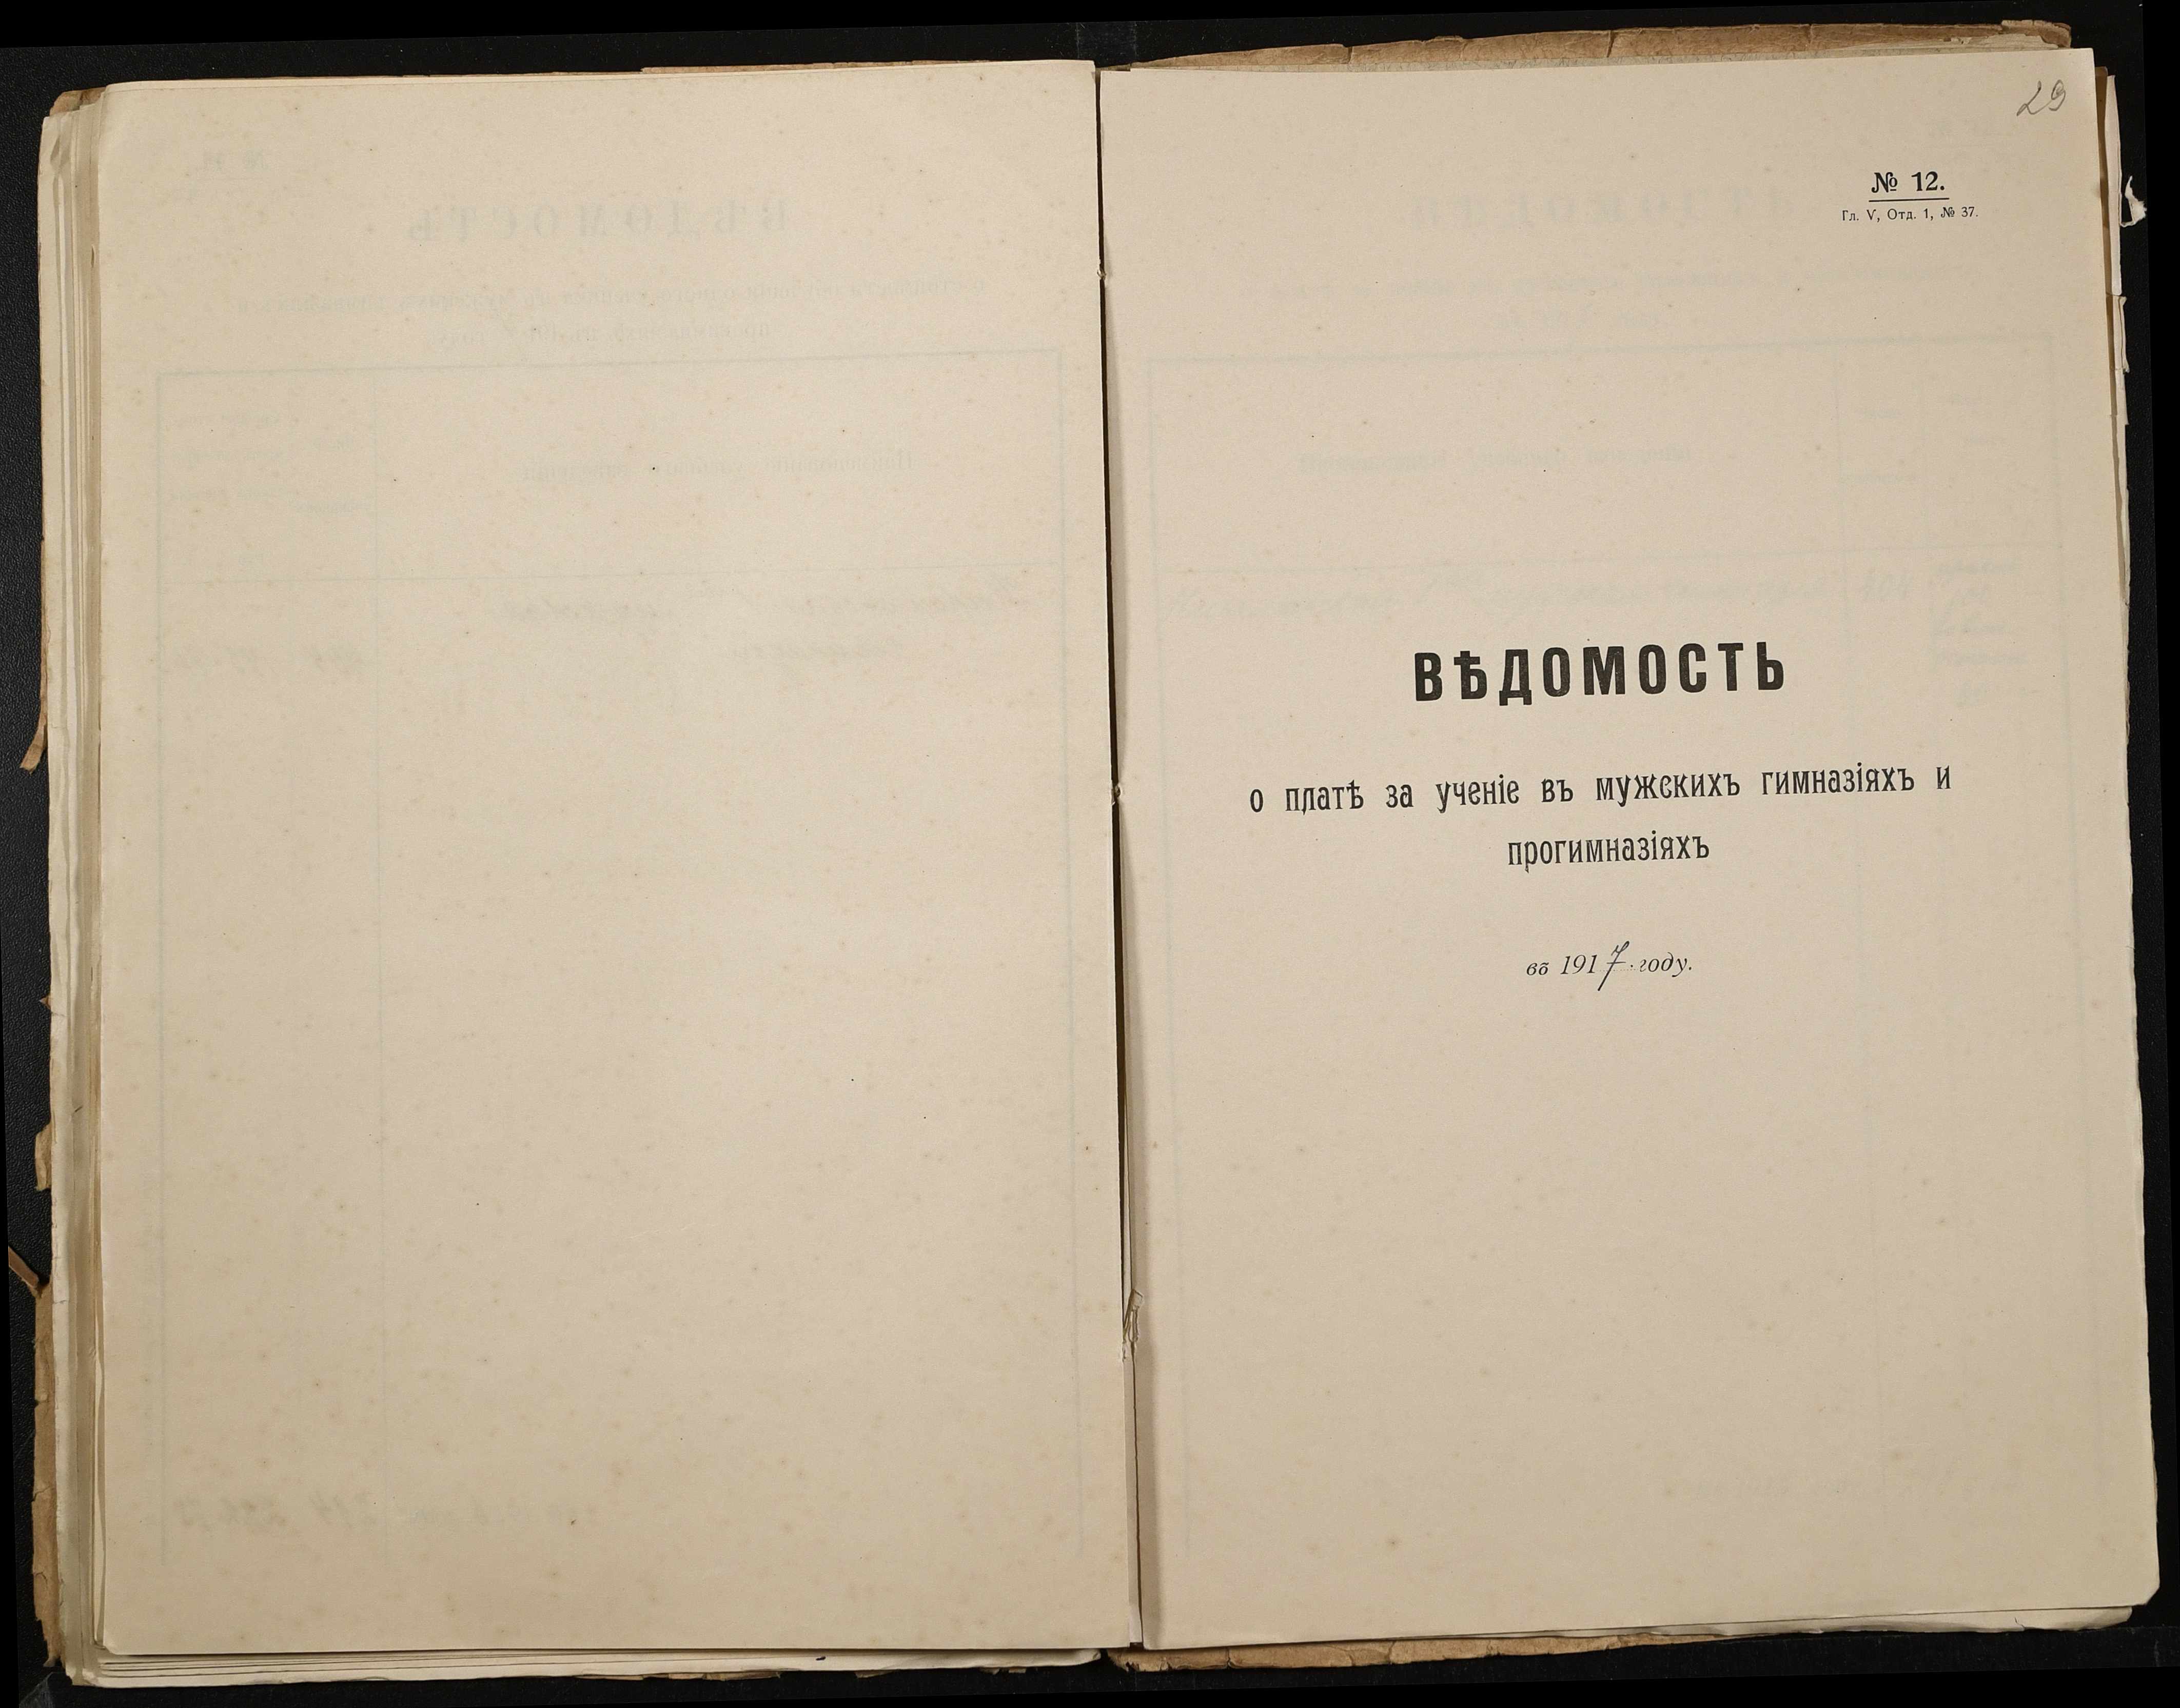 29
№ 12.
Гл. V, Отд. 1, № 37.
ВѢДОМОСТЬ
о платѣ за ученіе въ мужскихъ гимназіяхъ и
прогимназіяхъ
въ 1917 году.